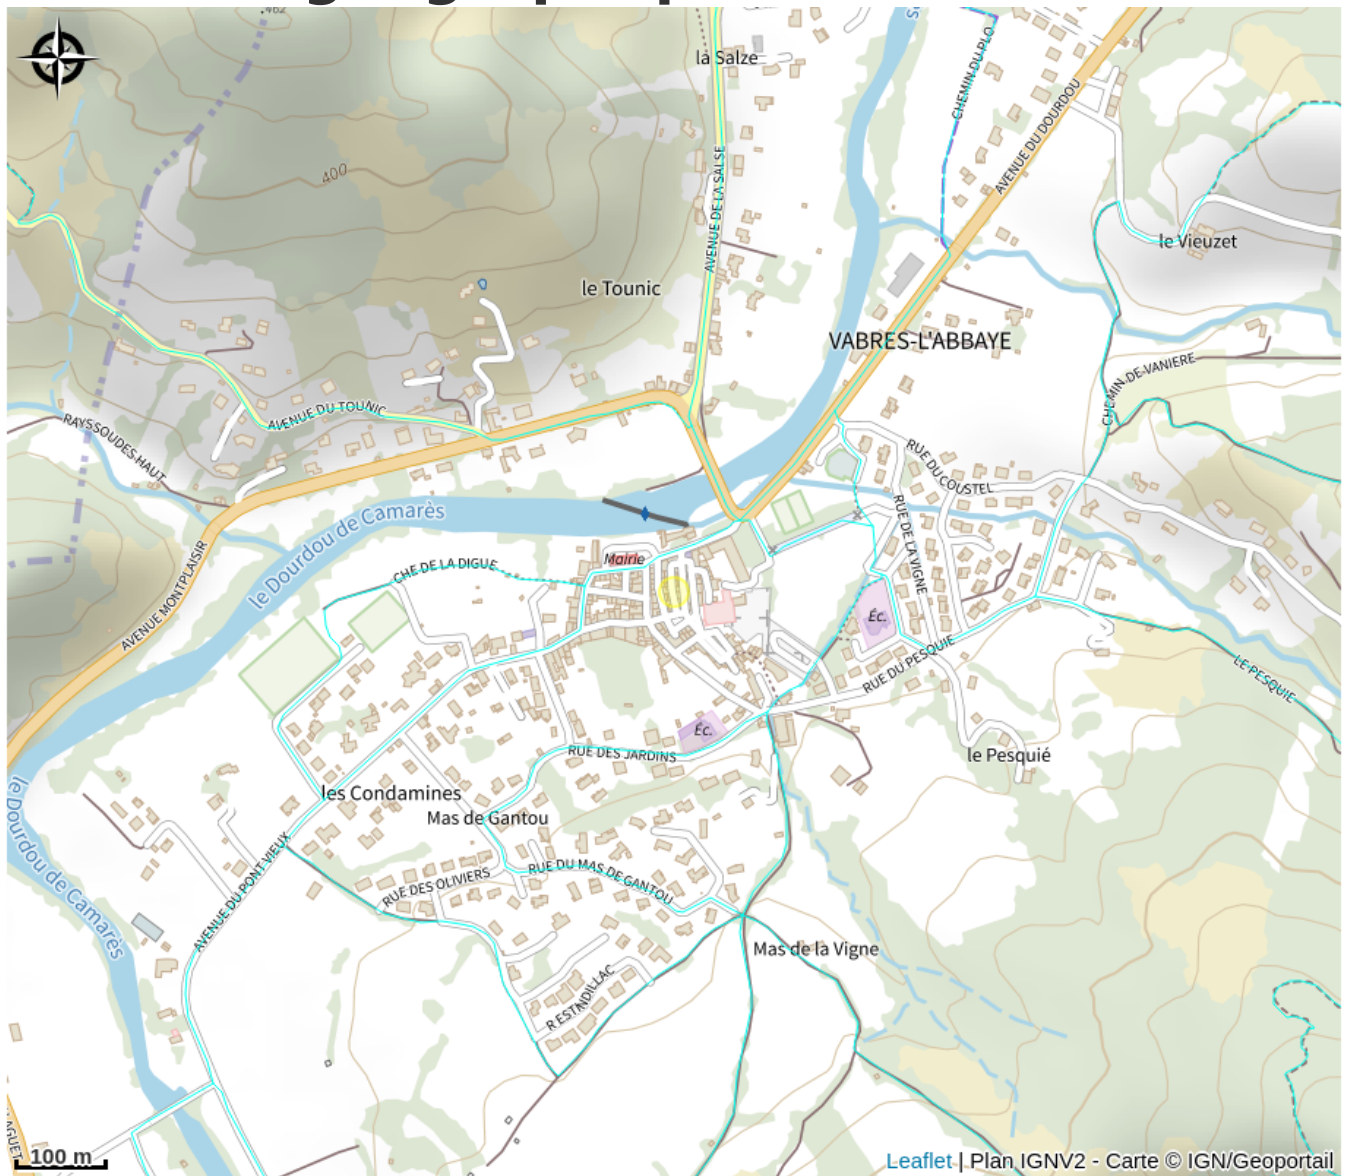 462
la Salze
CHEMIN DU PLO
AVENUE DU DOURDOU
400
AVENUE DE LA SALSE
le Vieuzet
le Tounic
VABRES-L'ABBAYE
CHEMIN DE VANIERE
AVENUE DU TOUNIC
RAYSSOUDES HAUT
RUE DU COUSTEL
le Dourdou de Camarès
RUE DE LA VIGNE
Mairie
CHE DE LA DIGUE
AVENUE MONTPLAISIR
Éc.
RUE DU PESQUIE
LE PESQUIE
Éc.
RUE DES JARDINS
le Pesquié
les Condamines
Mas de Gantou
le Dourdou de Camarès
AVENUE DU PONT VIEUX
RUE DES OLIVIERS
RUE DU MAS DE GANTOU
Mas de la Vigne
R ESTINDILLAC
100 m
Leaflet | Plan IGNV2 - Carte © IGN/Geoportail